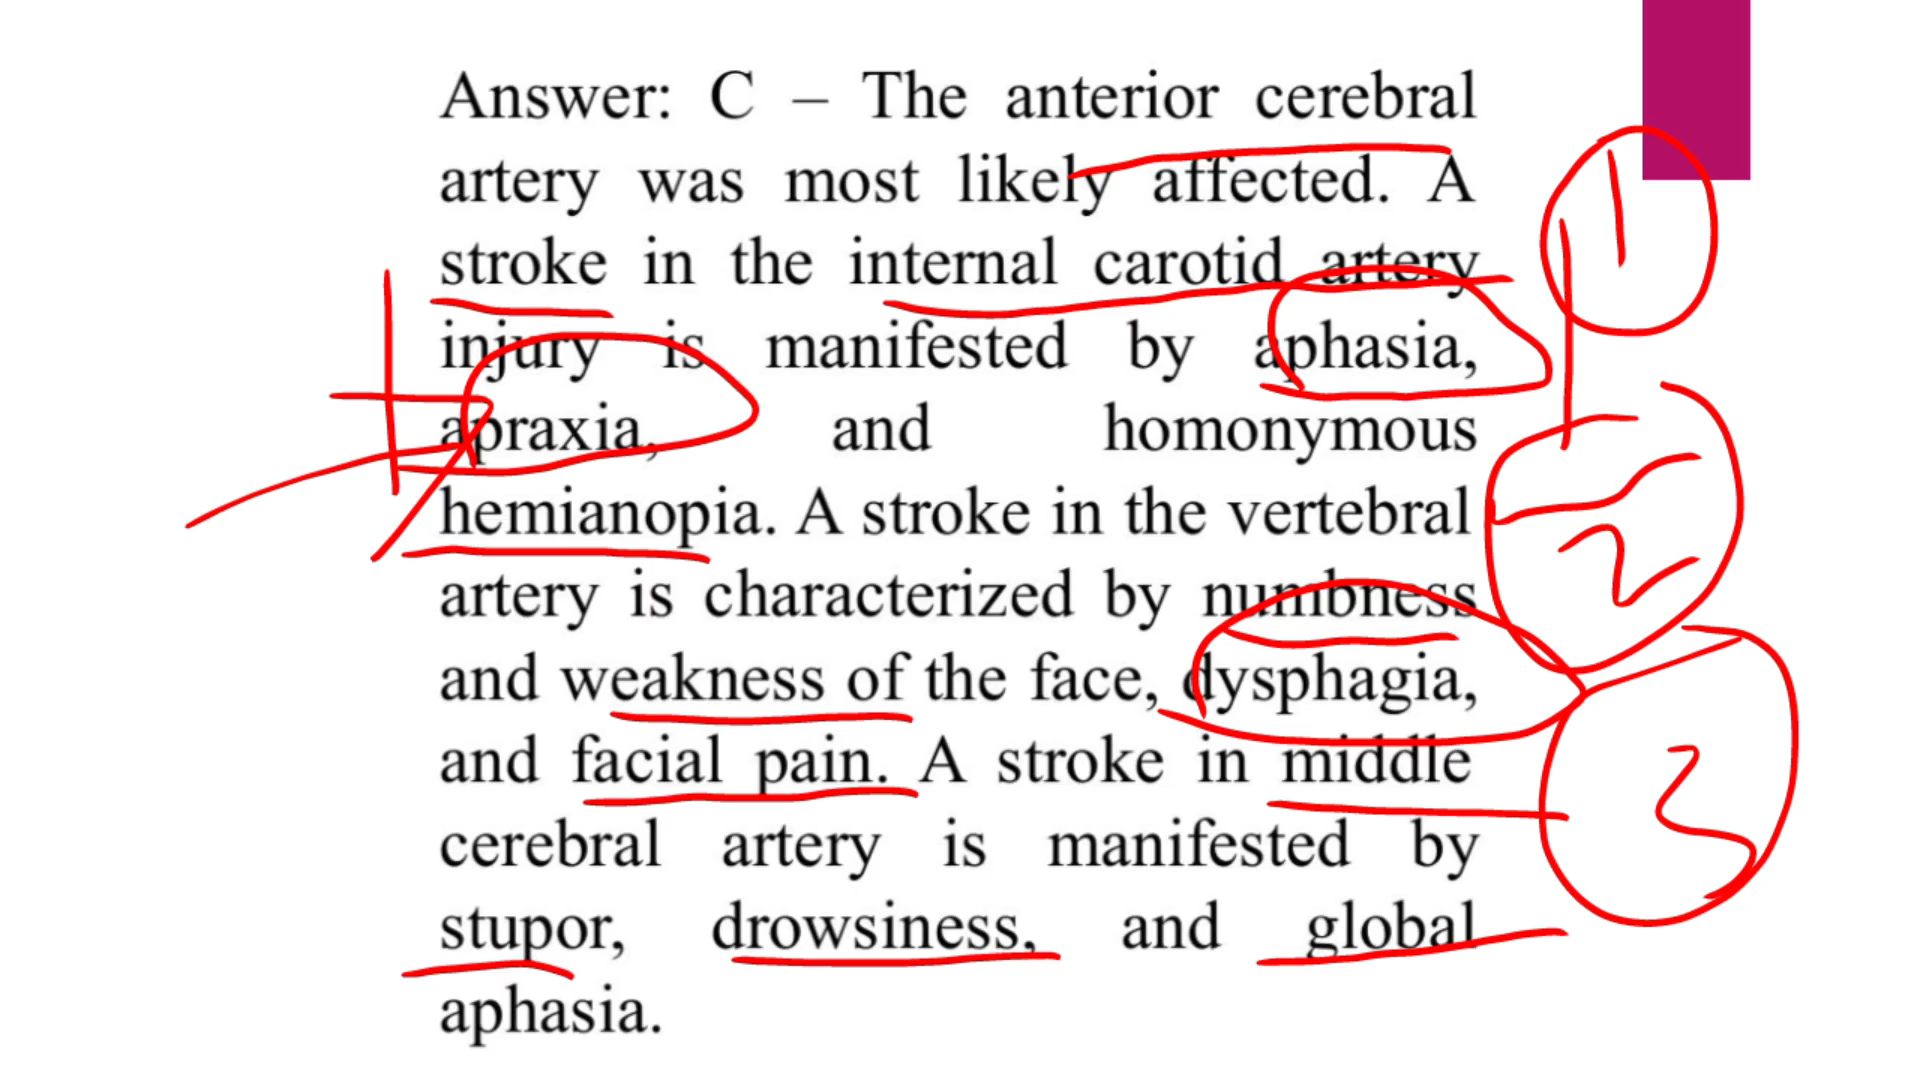 Answer: C – The anterior cerebral
artery was most likely affected. A
stroke in the internal carotid artery
injury is manifested by aphasia,
apraxia, and homonymous
hemianopia. A stroke in the vertebral
artery is characterized by numbness
and weakness of the face, dysphagia,
and facial pain. A stroke in middle
cerebral artery is manifested by
stupor, drowsiness, and global
aphasia.
1
2